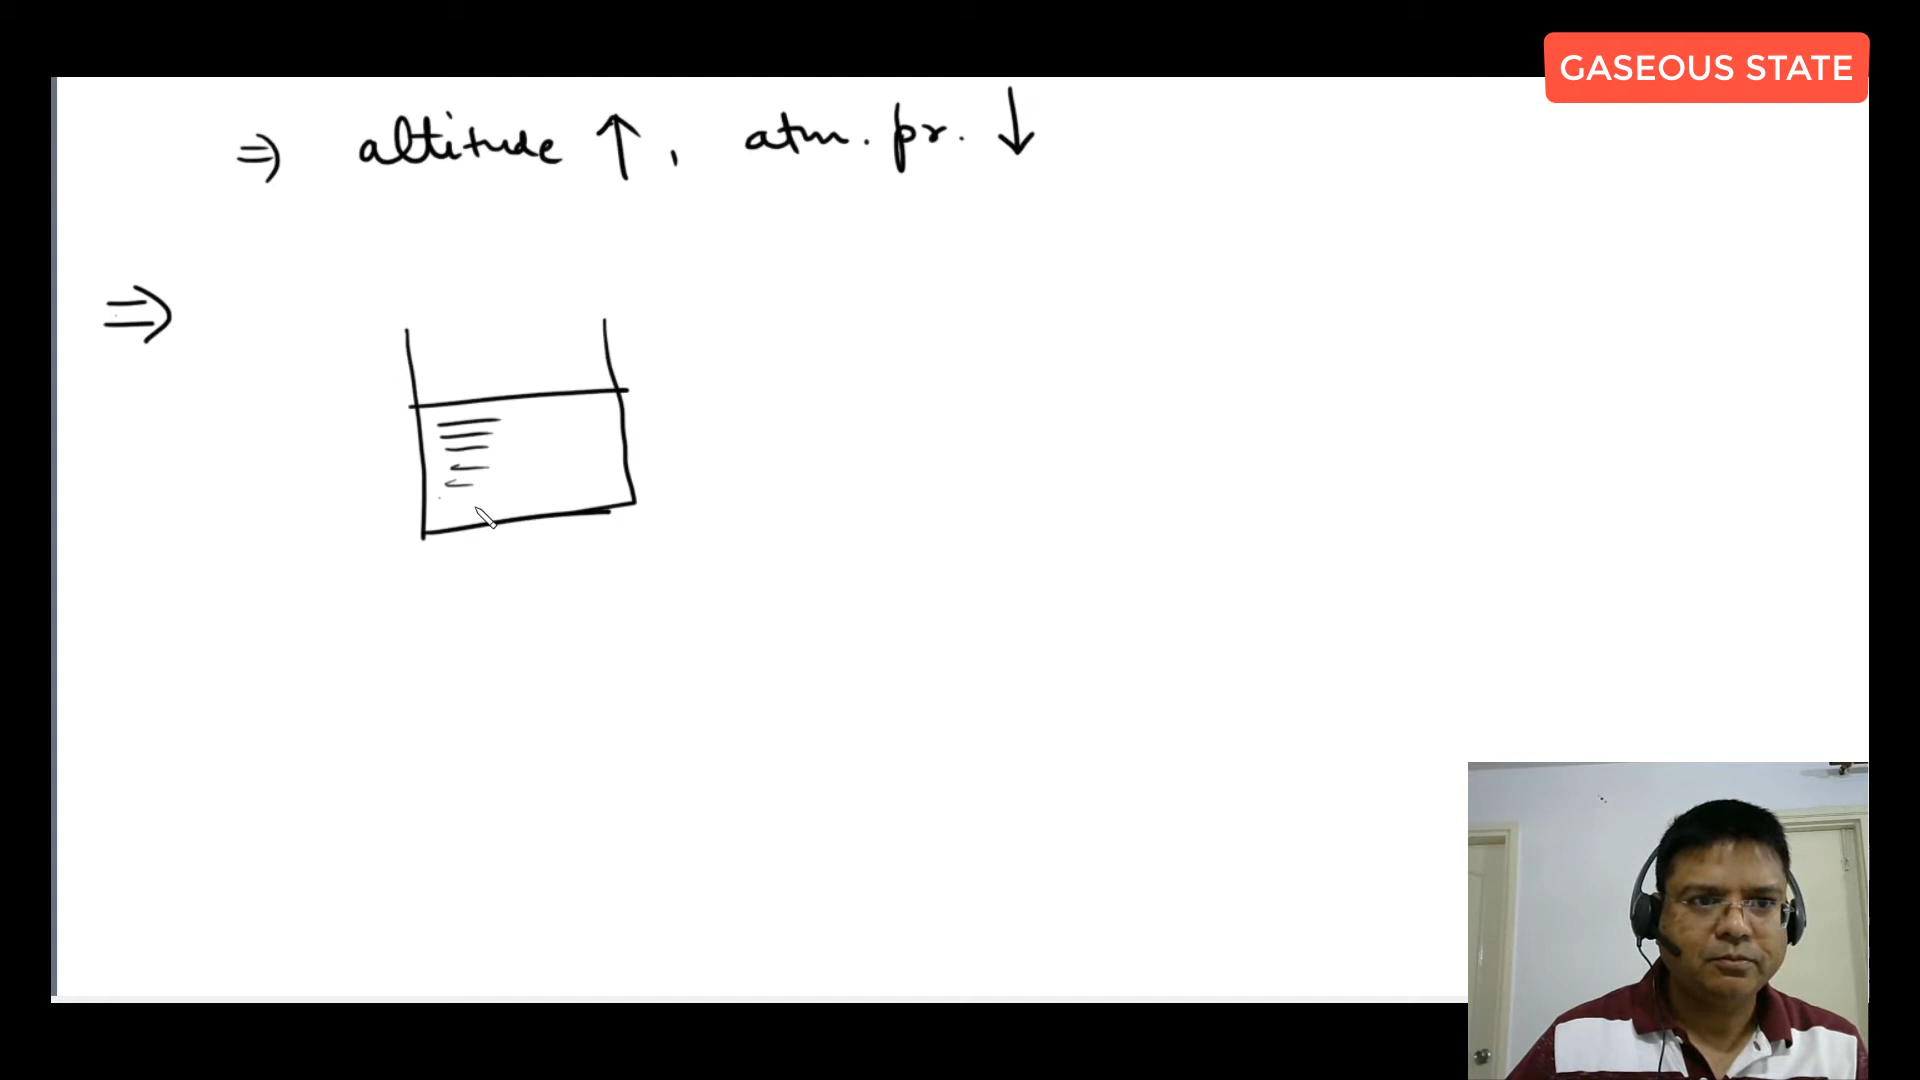 GASEOUS STATE
⇒ altitude ↑, atm. pr. ↓
⇒